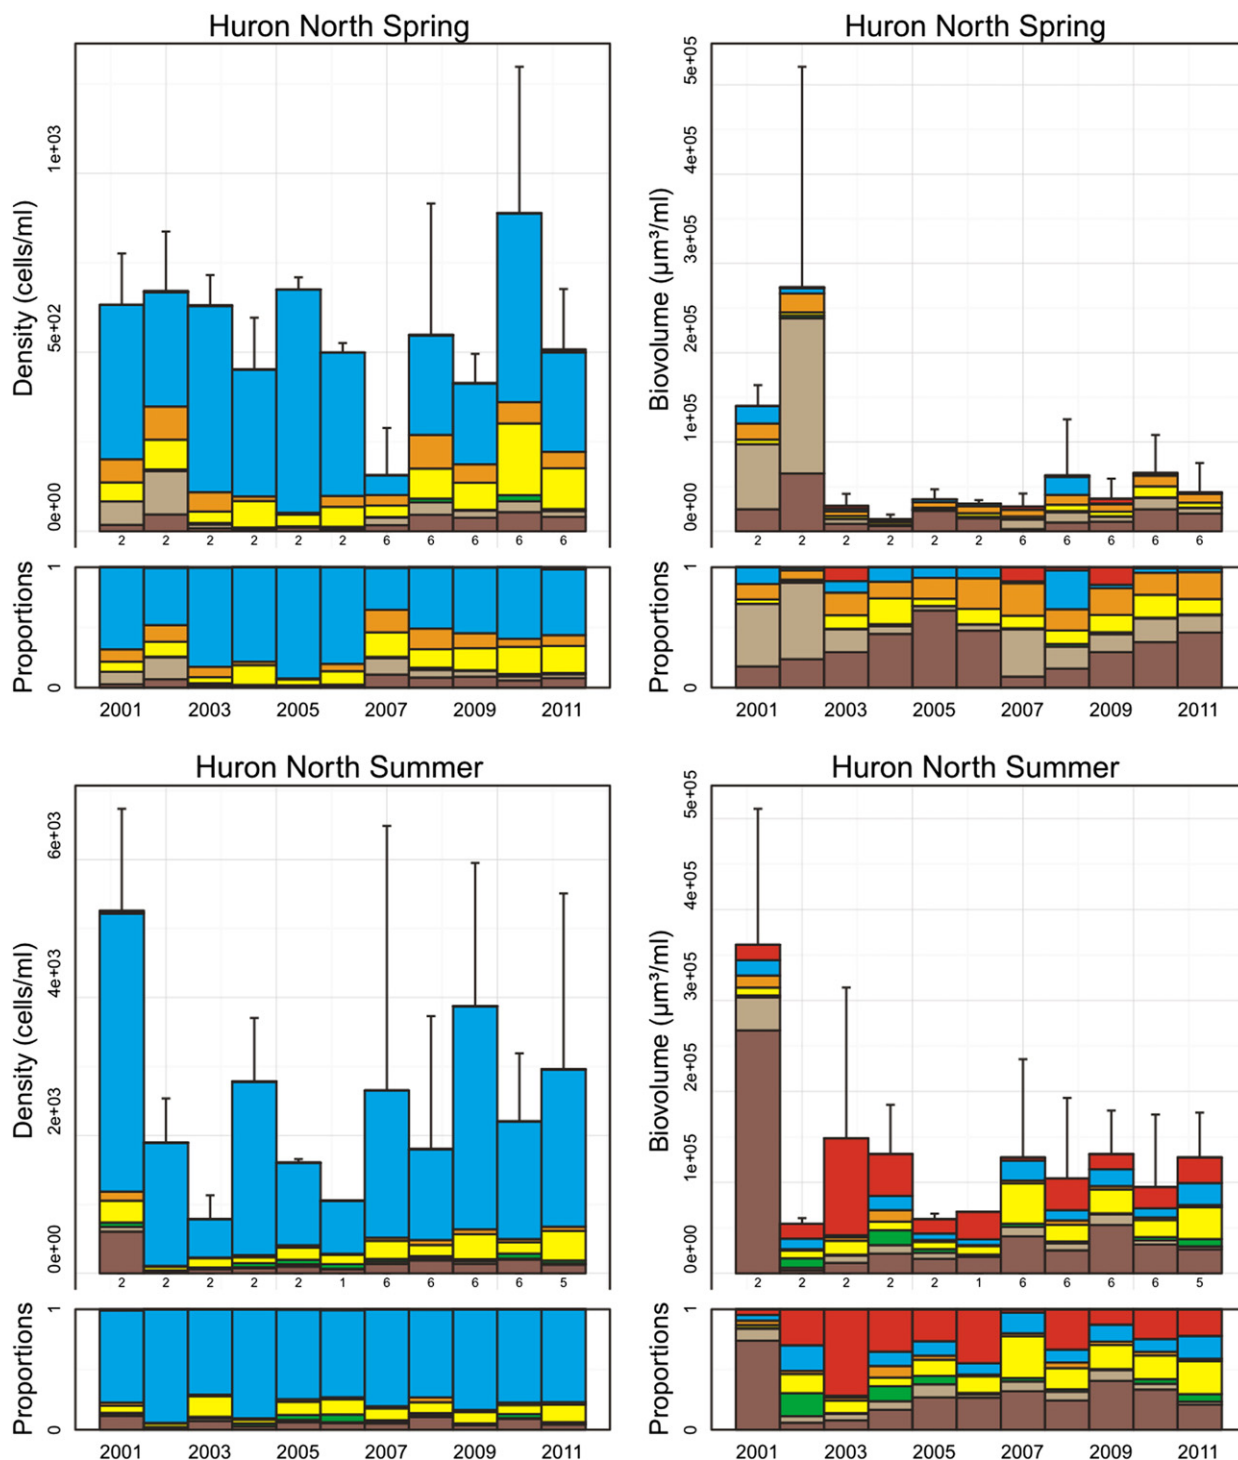 Huron North Spring
Density (cells/ml)
1e+03
5e+02
0e+00
2 2 2 2 2 2 6 6 6 6 6
Proportions
1
0
2001 2003 2005 2007 2009 2011
Huron North Spring
Biovolume (µm³/ml)
5e+05
4e+05
3e+05
2e+05
1e+05
0e+00
2 2 2 2 2 2 6 6 6 6 6
Proportions
1
0
2001 2003 2005 2007 2009 2011
Huron North Summer
Density (cells/ml)
6e+03
4e+03
2e+03
0e+00
2 2 2 2 2 1 6 6 6 6 5
Proportions
1
0
2001 2003 2005 2007 2009 2011
Huron North Summer
Biovolume (µm³/ml)
5e+05
4e+05
3e+05
2e+05
1e+05
0e+00
2 2 2 2 2 1 6 6 6 6 5
Proportions
1
0
2001 2003 2005 2007 2009 2011